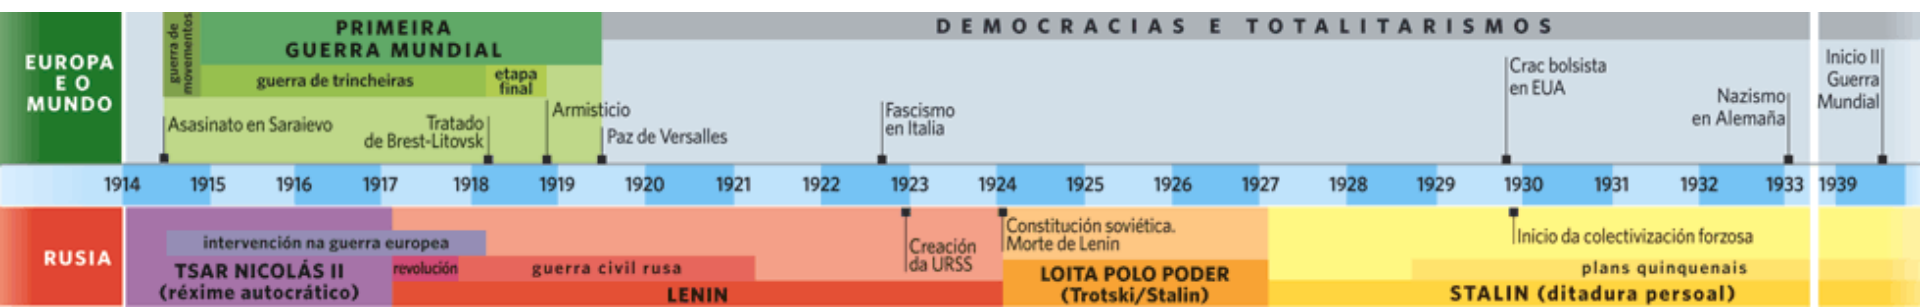 EUROPA
E O
MUNDO
guerra de
movementos
PRIMEIRA
GUERRA MUNDIAL
guerra de trincheiras
etapa
final
DEMOCRACIAS E TOTALITARISMOS
Asasinato en Saraievo
Tratado
de Brest-Litovsk
Armisticio
Paz de Versalles
Fascismo
en Italia
Crac bolsista
en EUA
Nazismo
en Alemaña
Inicio II
Guerra
Mundial
1914 1915 1916 1917 1918 1919 1920 1921 1922 1923 1924 1925 1926 1927 1928 1929 1930 1931 1932 1933 1939
RUSIA
intervención na guerra europea
TSAR NICOLÁS II
(réxime autocrático)
revolución
guerra civil rusa
LENIN
Creación
da URSS
Constitución soviética.
Morte de Lenin
LOITA POLO PODER
(Trotski/Stalin)
Inicio da colectivización forzosa
plans quinquenais
STALIN (ditadura persoal)